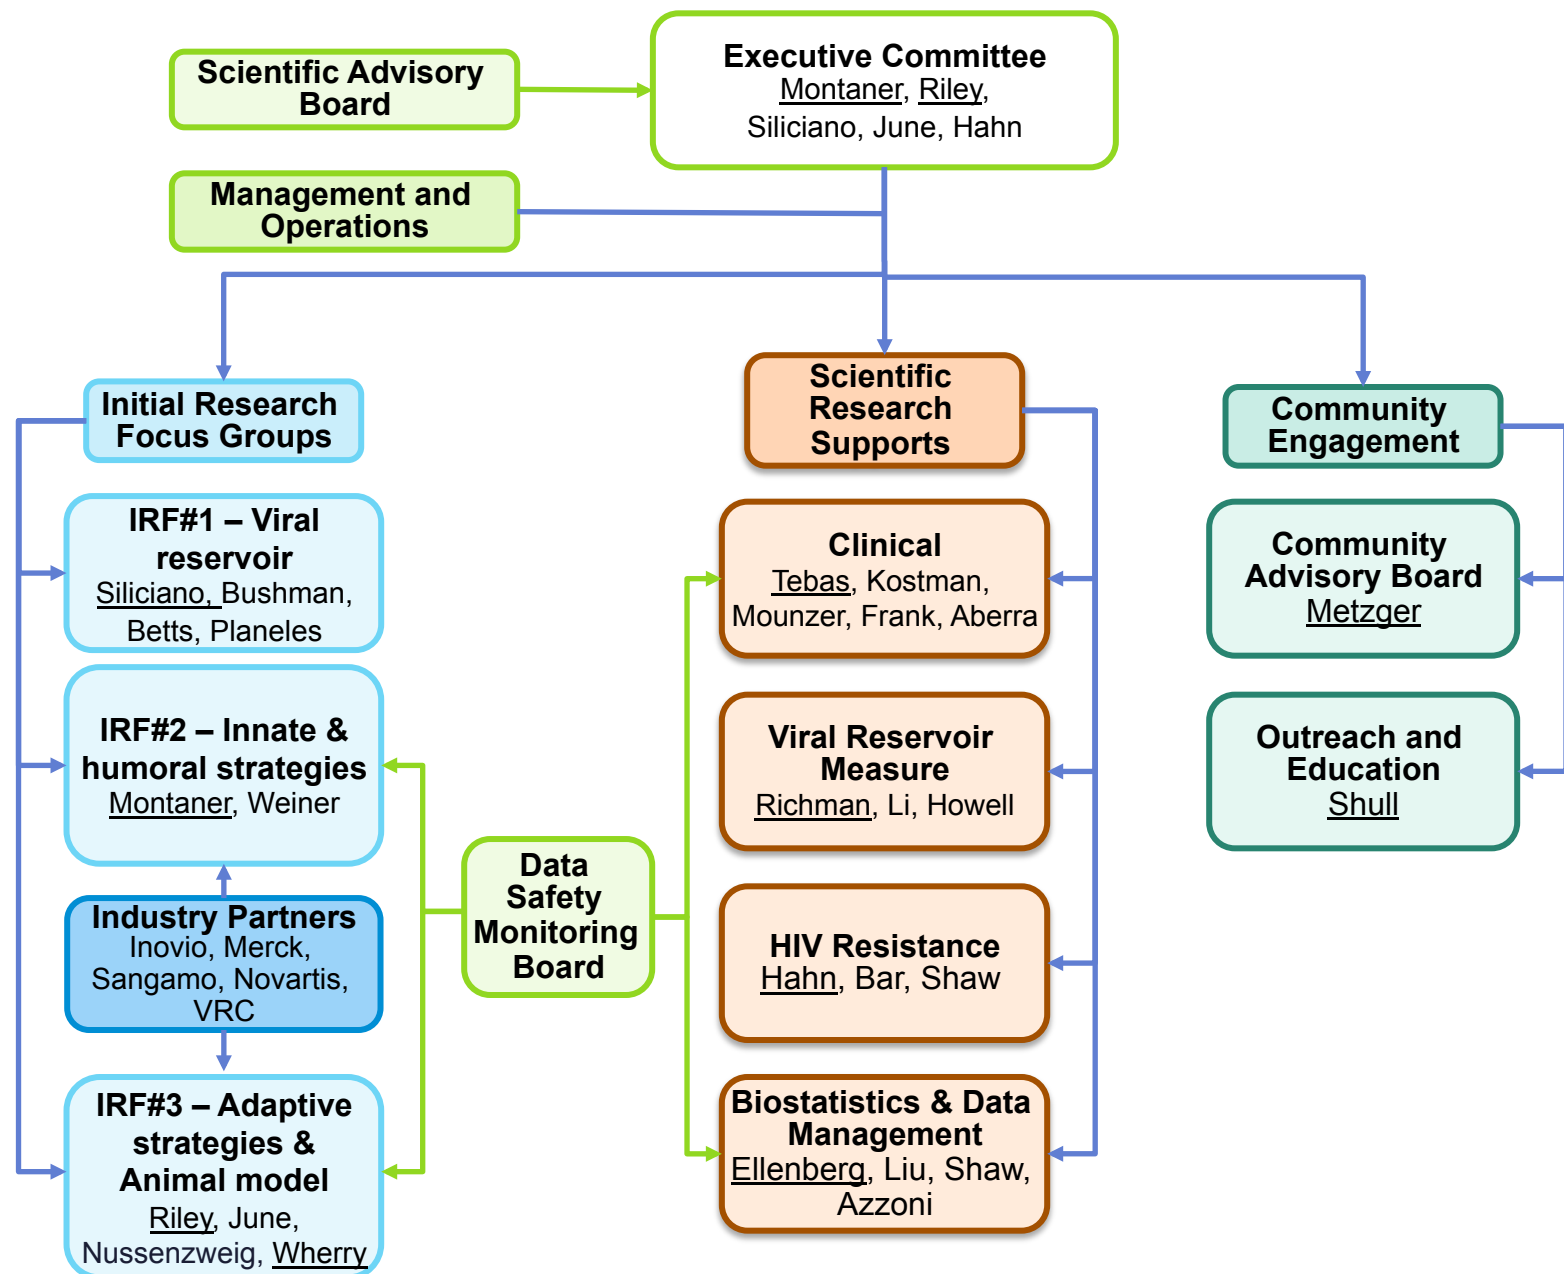 Scientific Advisory
Board
Executive Committee
Montaner, Riley,
Siliciano, June, Hahn
Management and
Operations
Initial Research
Focus Groups
IRF#1 – Viral
reservoir
Siliciano, Bushman,
Betts, Planeles
IRF#2 – Innate &
humoral strategies
Montaner, Weiner
Industry Partners
Inovio, Merck,
Sangamo, Novartis,
VRC
IRF#3 – Adaptive
strategies &
Animal model
Riley, June,
Nussenzweig, Wherry
Data
Safety
Monitoring
Board
Scientific
Research
Supports
Clinical
Tebas, Kostman,
Mounzer, Frank, Aberra
Viral Reservoir
Measure
Richman, Li, Howell
HIV Resistance
Hahn, Bar, Shaw
Biostatistics & Data
Management
Ellenberg, Liu, Shaw,
Azzoni
Community
Engagement
Community
Advisory Board
Metzger
Outreach and
Education
Shull